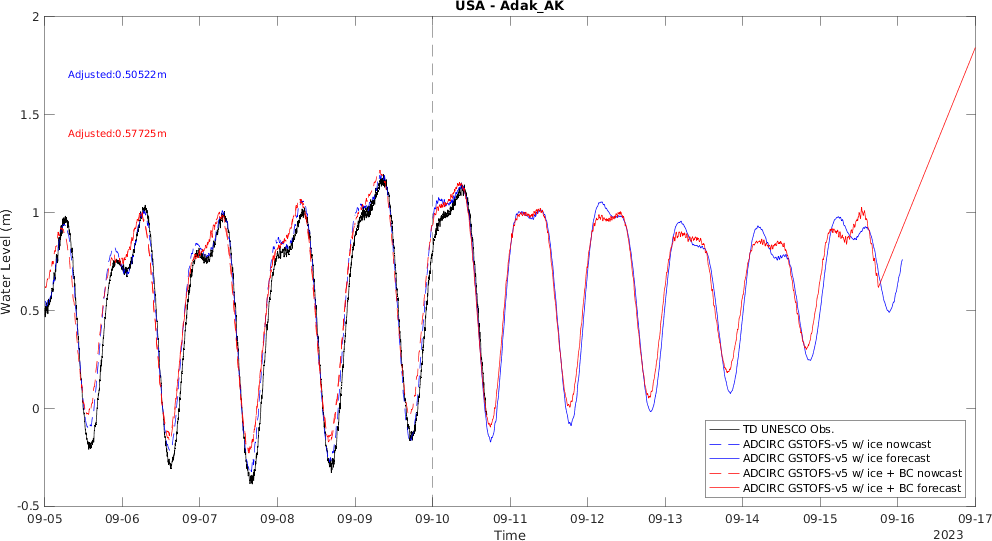 USA - Adak_AK
2
1.5
1
0.5
0
-0.5
Water Level (m)
Adjusted:0.50522m
Adjusted:0.57725m
TD UNESCO Obs.
ADCIRC GSTOFS-v5 w/ ice nowcast
ADCIRC GSTOFS-v5 w/ ice forecast
ADCIRC GSTOFS-v5 w/ ice + BC nowcast
ADCIRC GSTOFS-v5 w/ ice + BC forecast
09-05 09-06 09-07 09-08 09-09 09-10 09-11 09-12 09-13 09-14 09-15 09-16 09-17
Time
2023